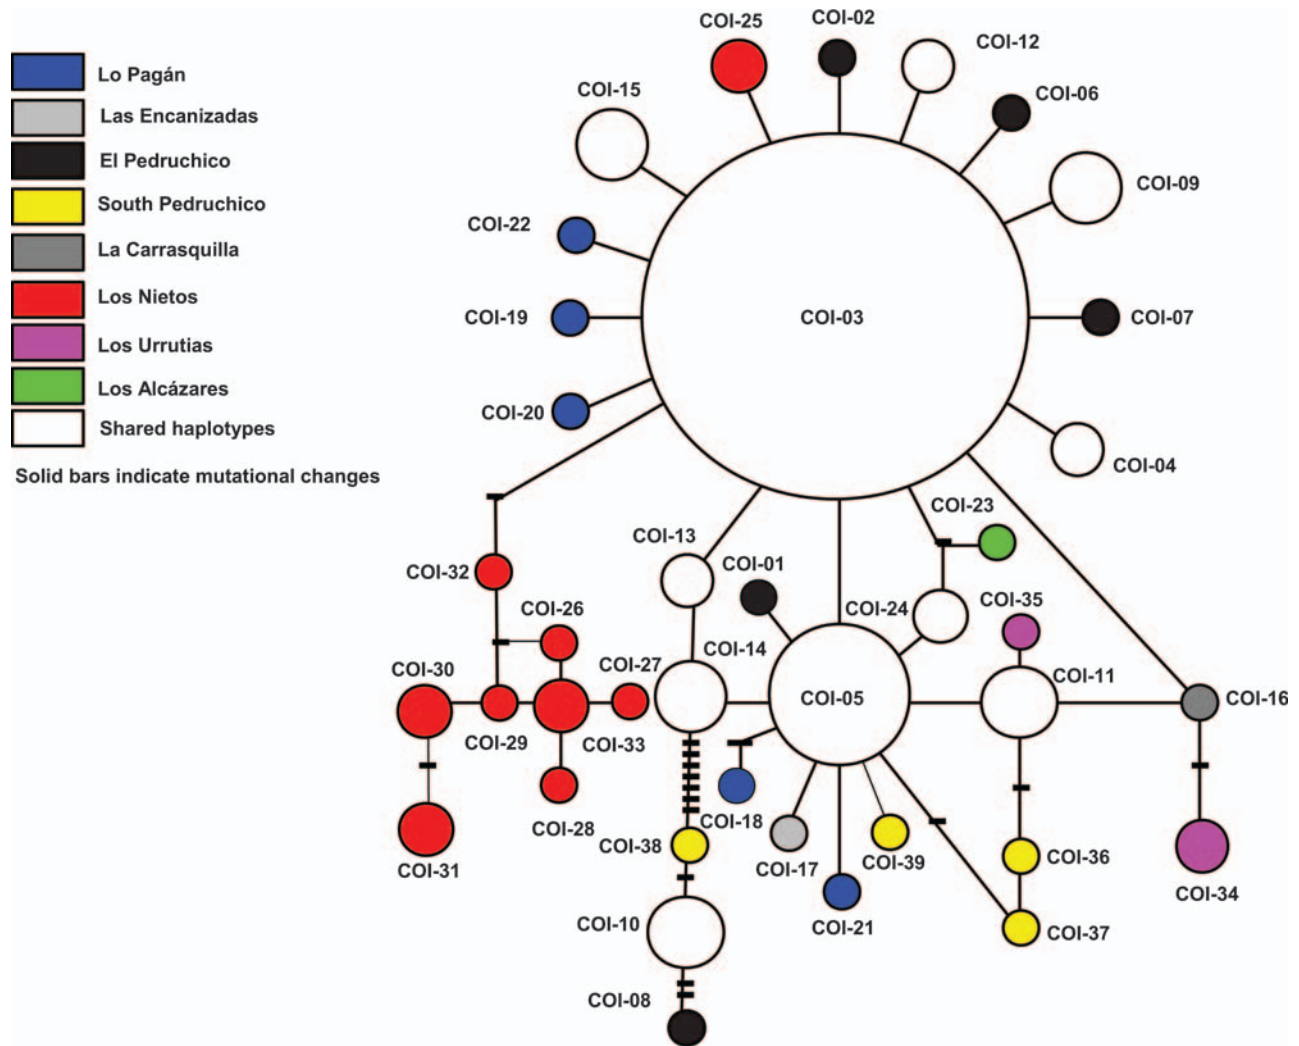 COI-25
COI-02
COI-12
Lo Pagán
COI-15
COI-06
Las Encanizadas
El Pedruchico
COI-09
South Pedruchico
COI-22
La Carrasquilla
Los Nietos
COI-19
COI-03
COI-07
Los Urrutias
Los Alcázares
COI-20
Shared haplotypes
COI-04
Solid bars indicate mutational changes
COI-23
COI-13
COI-01
COI-32
COI-24
COI-35
COI-26
COI-14
COI-27
COI-30
COI-11
COI-05
COI-16
COI-29
COI-33
COI-28
COI-18
COI-38
COI-17
COI-39
COI-36
COI-31
COI-34
COI-21
COI-10
COI-37
COI-08